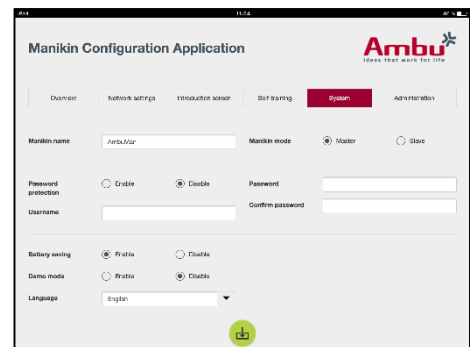 iPad 11:54
Manikin Configuration Application
Ambu
Ideas that work for life
Overview Network settings Introduction screen Self-training System Administration
Manikin name AmbuMan Manikin mode Master Slave
Password protection Enable Disable Password
Username Confirm password
Battery saving Enable Disable
Demo mode Enable Disable
Language English